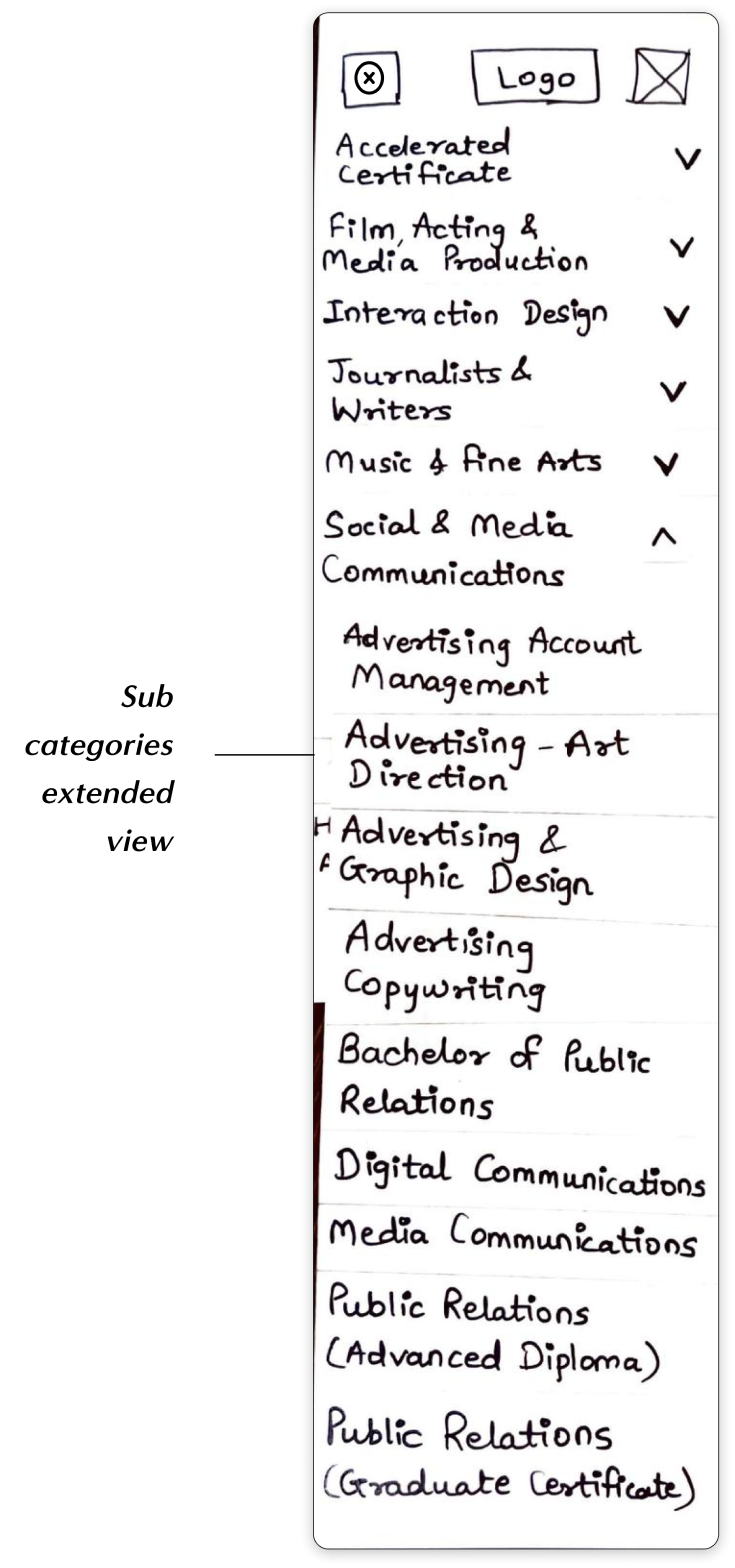 Logo
Accelerated
Certificate
Film, Acting &
Media Production
Interaction Design
Journalists &
Writers
Music & fine Arts
Social & Media
Communications
Advertising Account
Management
Sub
categories
extended
view
Advertising - Art
Direction
Advertising &
Graphic Design
Advertising
Copywriting
Bachelor of Public
Relations
Digital Communications
Media Communications
Public Relations
(Advanced Diploma)
Public Relations
(Graduate Certificate)